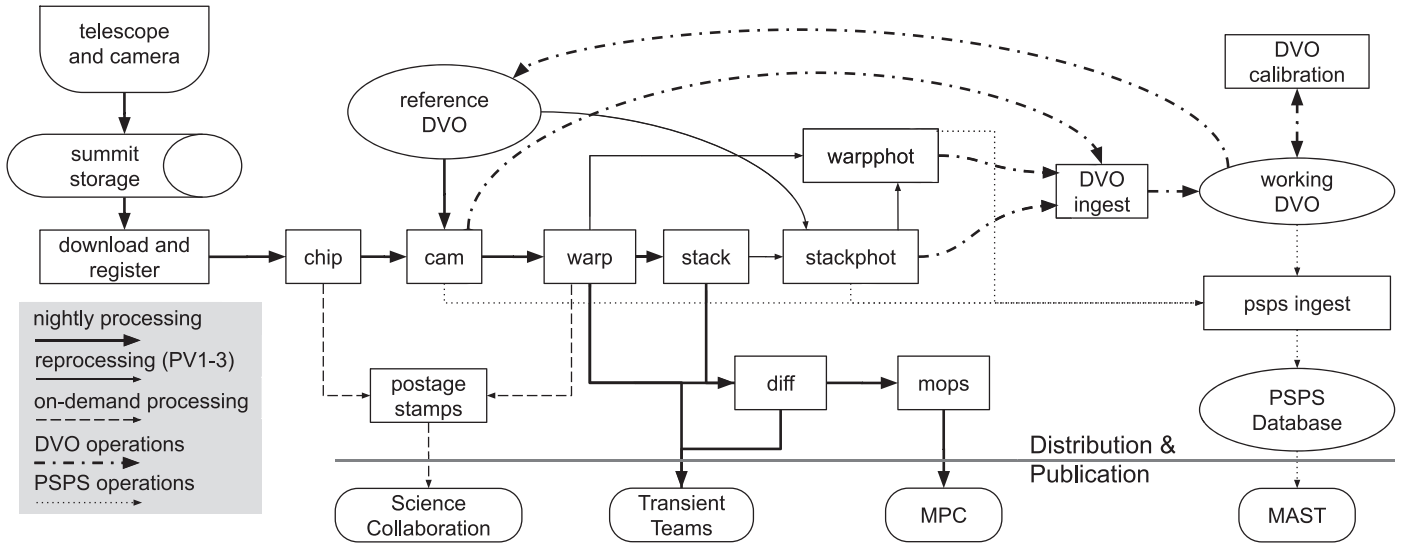 telescope
and camera
summit
storage
download and
register
reference
DVO
DVO
calibration
warpphot
DVO
ingest
working
DVO
chip
cam
warp
stack
stackphot
psps ingest
nightly processing
reprocessing (PV1-3)
on-demand processing
DVO operations
PSPS operations
postage
stamps
diff
mops
PSPS
Database
Distribution &
Publication
Science
Collaboration
Transient
Teams
MPC
MAST